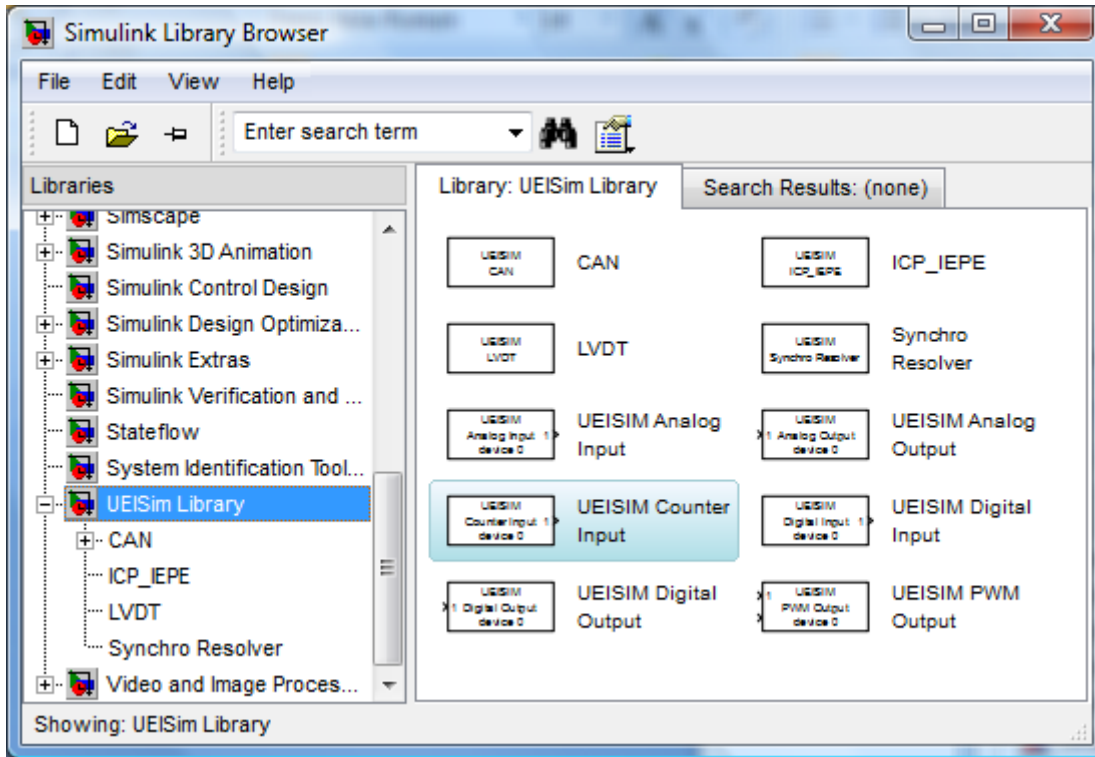 Simulink Library Browser
File Edit View Help
Enter search term
Libraries
Simscape
Simulink 3D Animation
Simulink Control Design
Simulink Design Optimiza...
Simulink Extras
Simulink Verification and ...
Stateflow
System Identification Tool...
UEISim Library
CAN
ICP_IEPE
LVDT
Synchro Resolver
Video and Image Proces...
Library: UEISim Library
Search Results: (none)
UEISIM
CAN
CAN
UEISIM
ICP_IEPE
ICP_IEPE
UEISIM
LVDT
LVDT
UEISIM
Synchro Resolver
Synchro
Resolver
UEISIM
Analog Input 1
device 0
UEISIM Analog
Input
UEISIM
1 Analog Output
device 0
UEISIM Analog
Output
UEISIM
Counter Input 1
device 0
UEISIM Counter
Input
UEISIM
Digital Input 1
device 0
UEISIM Digital
Input
UEISIM
1 Digital Output
device 0
UEISIM Digital
Output
1 UEISIM
PWM Output
device 0
UEISIM PWM
Output
Showing: UEISim Library